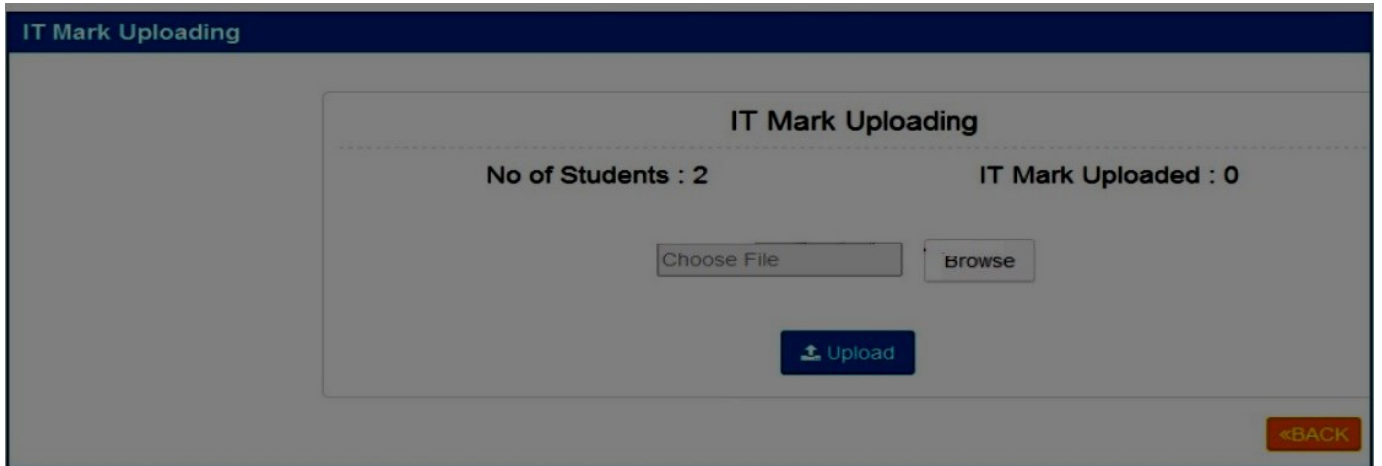 IT Mark Uploading
IT Mark Uploading
No of Students : 2 IT Mark Uploaded : 0
Choose File Browse
Upload
«BACK